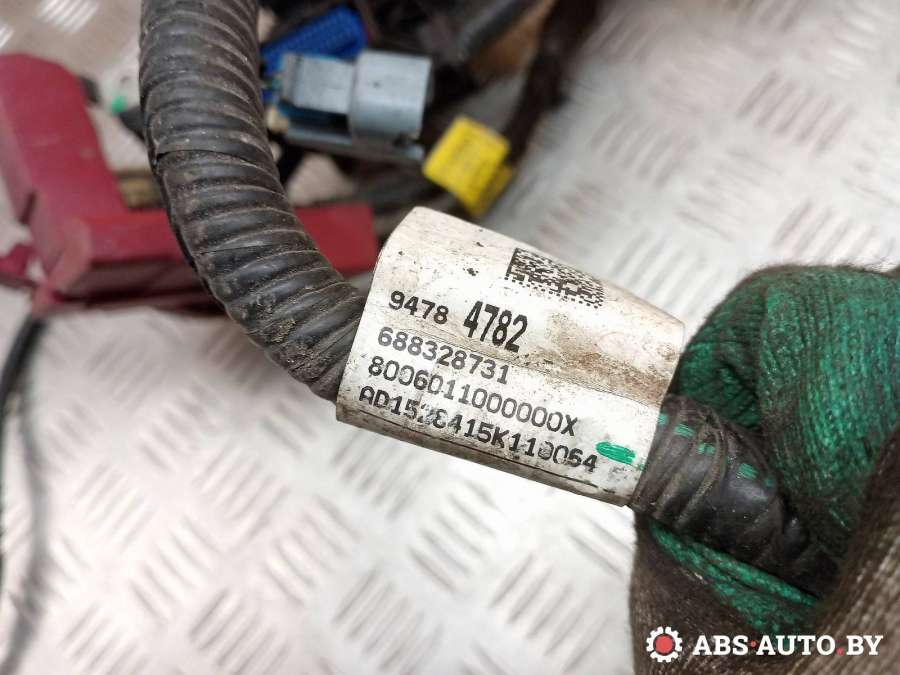 9478 4782
688328731
8006011000000X
ABS-AUTO.BY